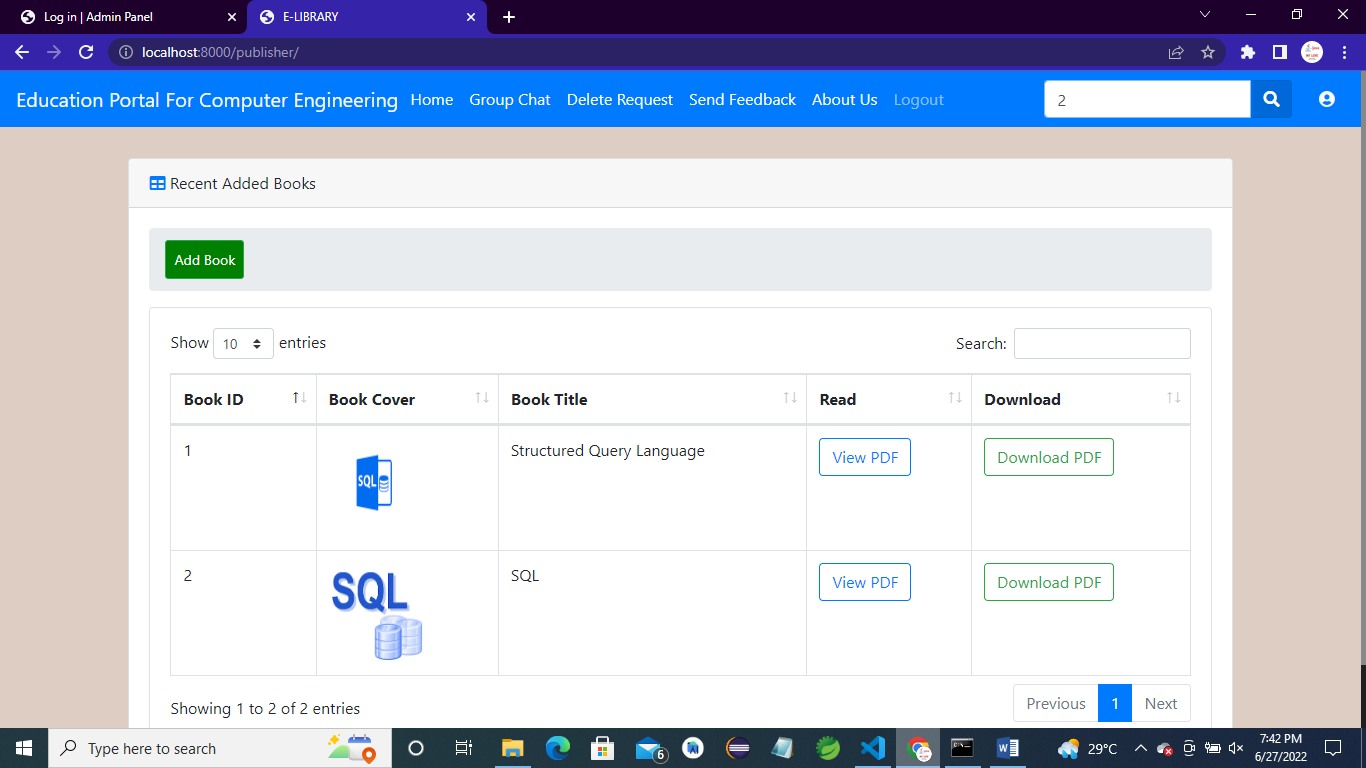 Log in | Admin Panel
E-LIBRARY
localhost:8000/publisher/
Education Portal For Computer Engineering Home Group Chat Delete Request Send Feedback About Us Logout 2
Recent Added Books
Add Book
Show 10 entries Search:
Book ID Book Cover Book Title Read Download
1 SQL Structured Query Language View PDF Download PDF
2 SQL SQL View PDF Download PDF
Showing 1 to 2 of 2 entries Previous 1 Next
Type here to search
6
29°C
7:42 PM
6/27/2022